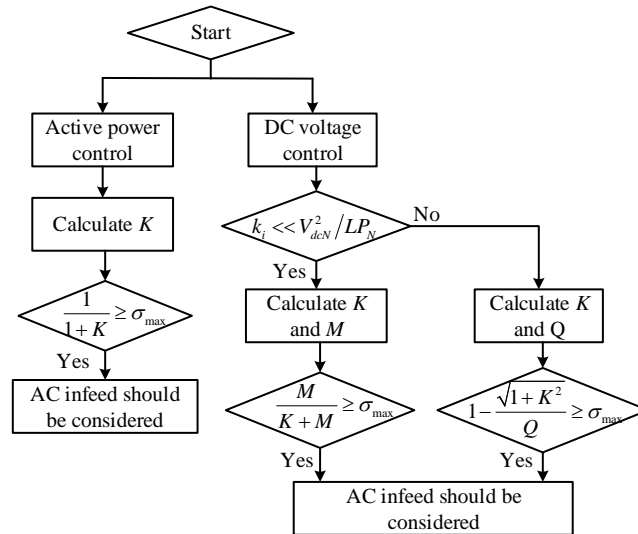 Start
Active power
control
DC voltage
control
Calculate K
k_i << V_{dcN}^2 / LP_N
No
Yes
1/(1+K) ≥ σ_max
Calculate K
and M
Calculate K
and Q
Yes
AC infeed should
be considered
M/(K+M) ≥ σ_max
1 − √(1+K^2)/Q ≥ σ_max
Yes
Yes
AC infeed should be
considered